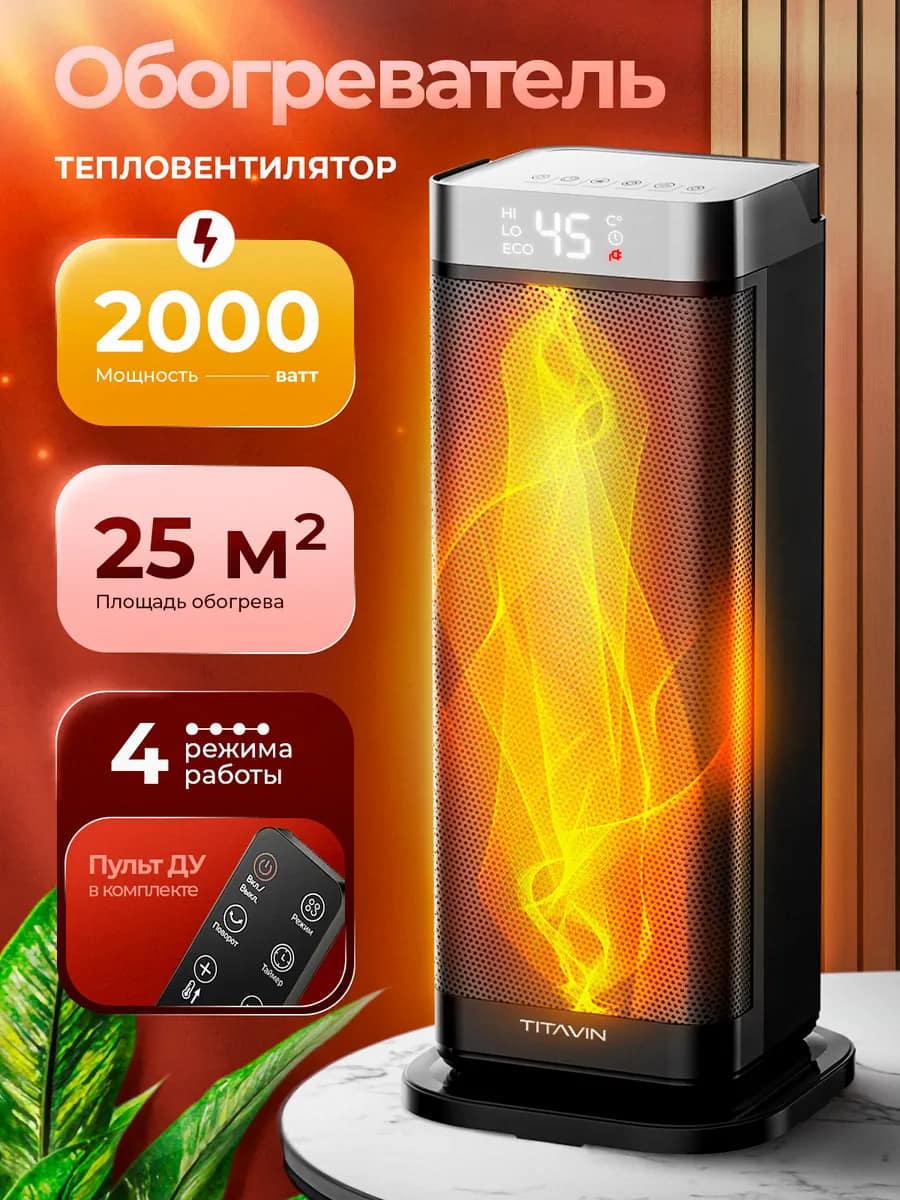 Обогреватель
ТЕПЛОВЕНТИЛЯТОР
2000
Мощность ватт
25 м²
Площадь обогрева
4 режима
работы
Пульт ДУ
в комплекте
Вкл./
Выкл.
Режим
Поворот
Таймер
HI
LO
ECO
45
C°
TITAVIN